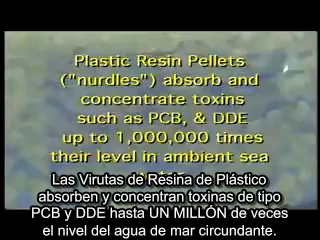 Plastic Resin Pellets
("nurdles") absorb and
concentrate toxins
such as PCB, & DDE
up to 1,000,000 times
their level in ambient sea
Las Virutas de Resina de Plástico
absorben y concentran toxinas de tipo
PCB y DDE hasta UN MILLÓN de veces
el nivel del agua de mar circundante.